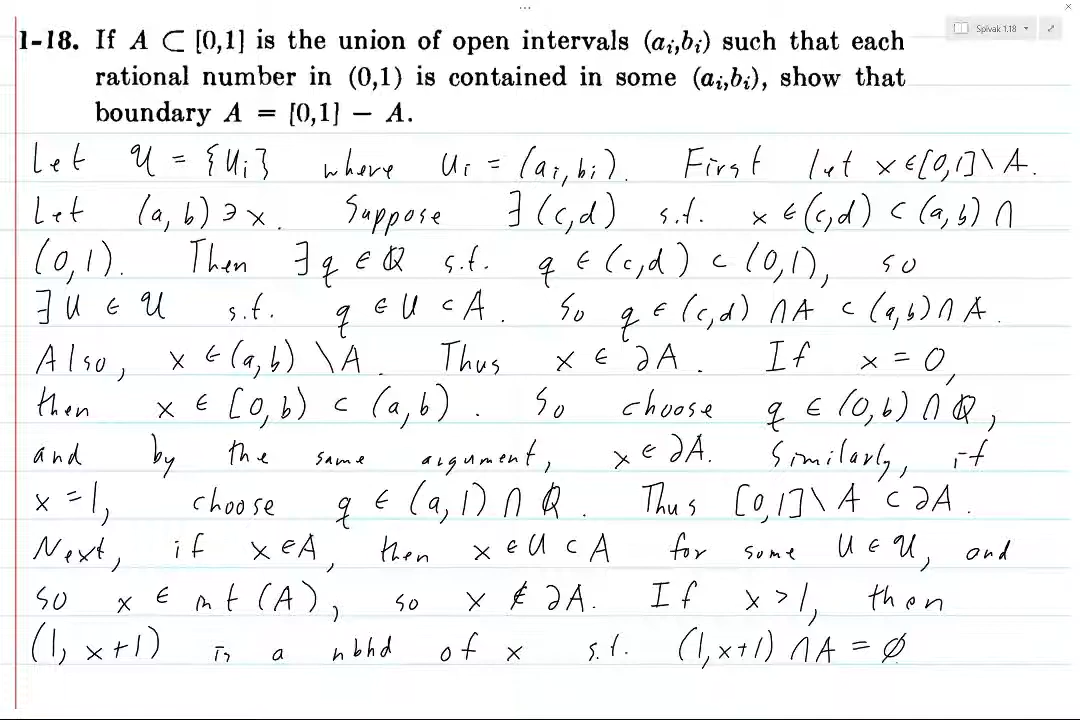 ...
Spivak 1.18
1-18. If A ⊂ [0,1] is the union of open intervals (aᵢ,bᵢ) such that each
rational number in (0,1) is contained in some (aᵢ,bᵢ), show that
boundary A = [0,1] − A.
Let 𝒰 = {Uᵢ} where Uᵢ = (aᵢ, bᵢ). First let x ∈ [0,1] \ A.
Let (a, b) ∋ x. Suppose ∃ (c,d) s.t. x ∈ (c,d) ⊂ (a,b) ∩
(0,1). Then ∃ q ∈ ℚ s.t. q ∈ (c,d) ⊂ (0,1), so
∃ U ∈ 𝒰 s.t. q ∈ U ⊂ A. So q ∈ (c,d) ∩ A ⊂ (a,b) ∩ A.
Also, x ∈ (a,b) \ A. Thus x ∈ ∂A. If x = 0,
then x ∈ [0,b) ⊂ (a,b). So choose q ∈ (0,b) ∩ ℚ,
and by the same argument, x ∈ ∂A. Similarly, if
x = 1, choose q ∈ (a,1) ∩ ℚ. Thus [0,1] \ A ⊂ ∂A.
Next, if x ∈ A, then x ∈ U ⊂ A for some U ∈ 𝒰, and
so x ∈ int (A), so x ∉ ∂A. If x > 1, then
(1, x+1) is a nbhd of x s.t. (1, x+1) ∩ A = ∅